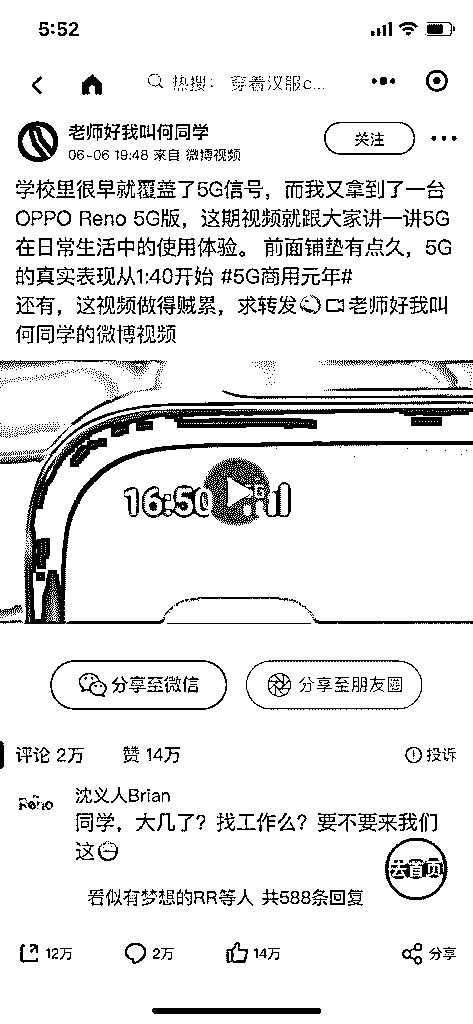 5:52
热搜： 穿着汉服c...
老师好我叫何同学
06-06 19:48 来自 微博视频
关注
学校里很早就覆盖了5G信号，而我又拿到了一台
OPPO Reno 5G版，这期视频就跟大家讲一讲5G
在日常生活中的使用体验。 前面铺垫有点久，5G
的真实表现从1:40开始 #5G商用元年#
还有，这视频做得贼累，求转发老师好我叫
何同学的微博视频
16:50
分享至微信
分享至朋友圈
评论 2万
赞 14万
投诉
Reno
沈义人Brian
同学，大几了？找工作么？要不要来我们
这
去首页
看似有梦想的RR等人 共588条回复
12万
2万
14万
分享